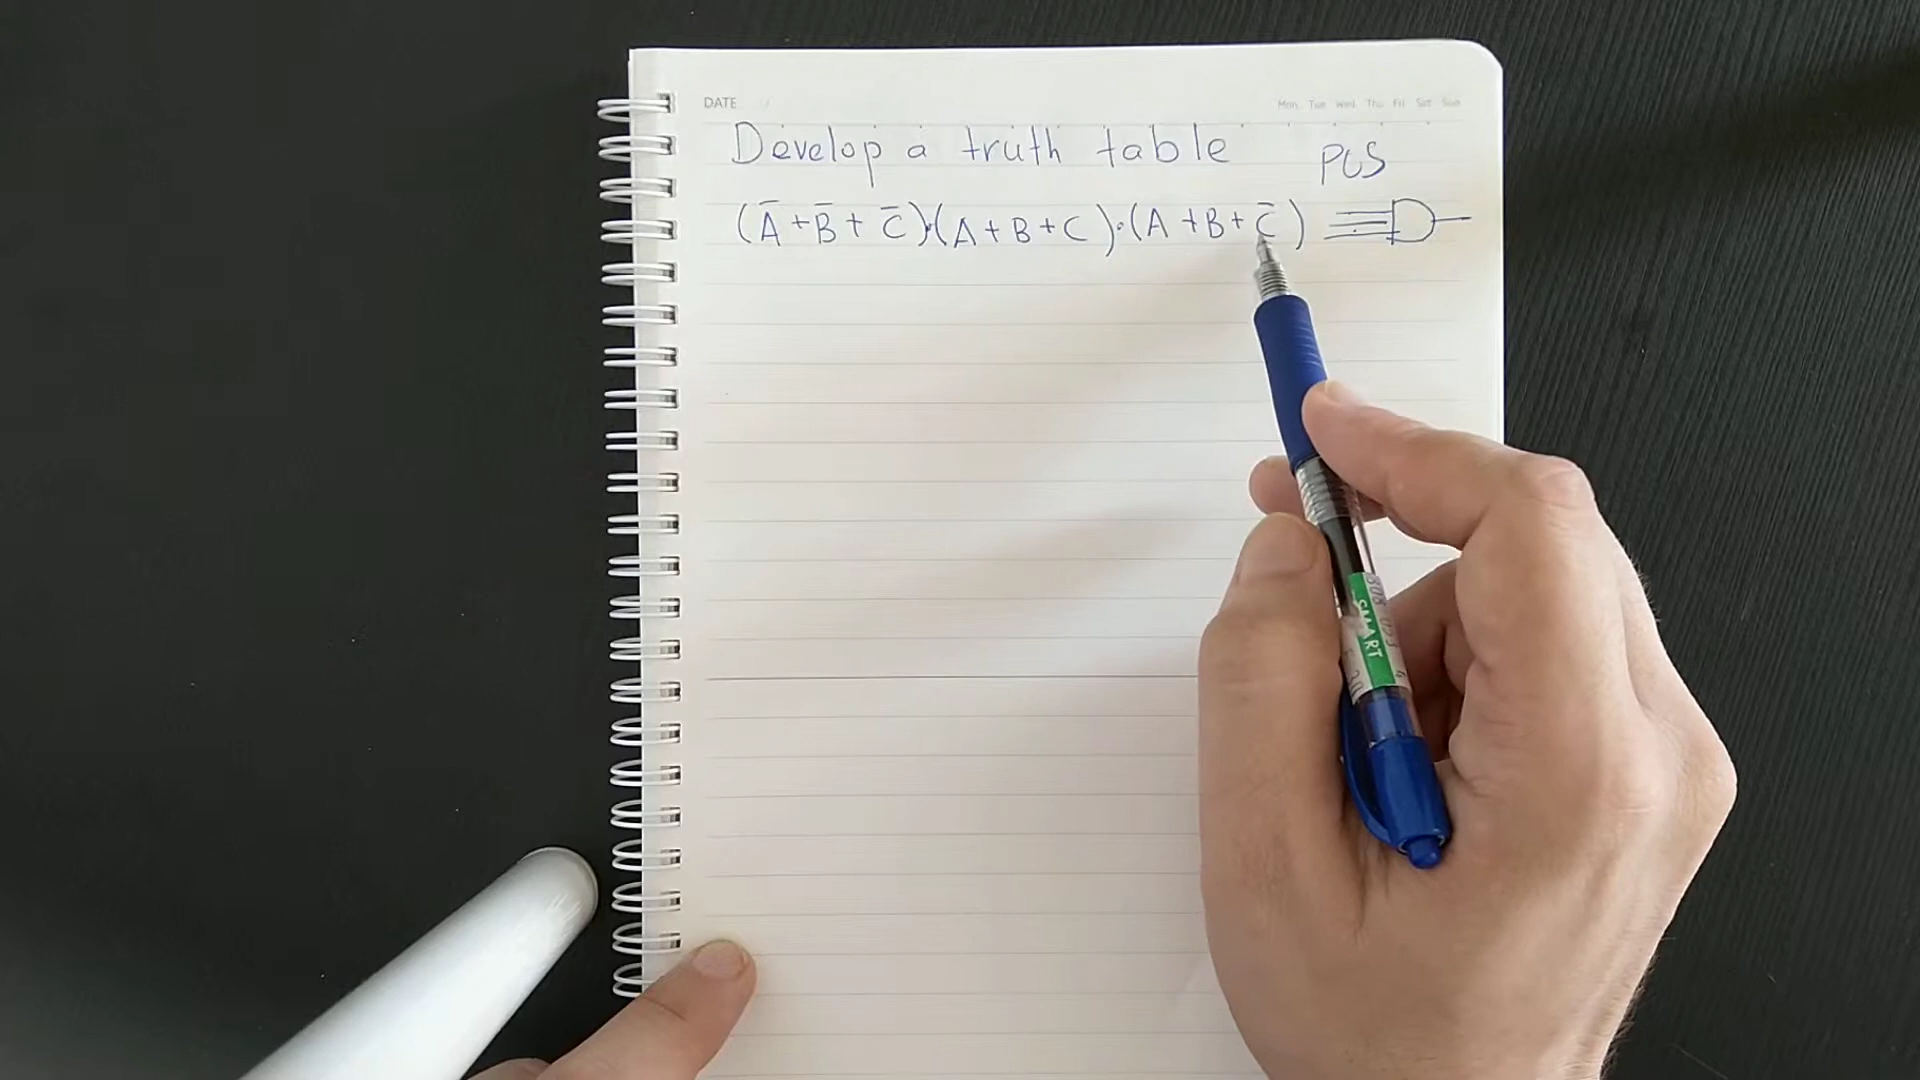 DATE
Mon Tue Wed Thu Fri Sat Sun
Develop a truth table POS
(A̅+B̅+C̅)·(A+B+C)·(A+B+C̅)
SMART